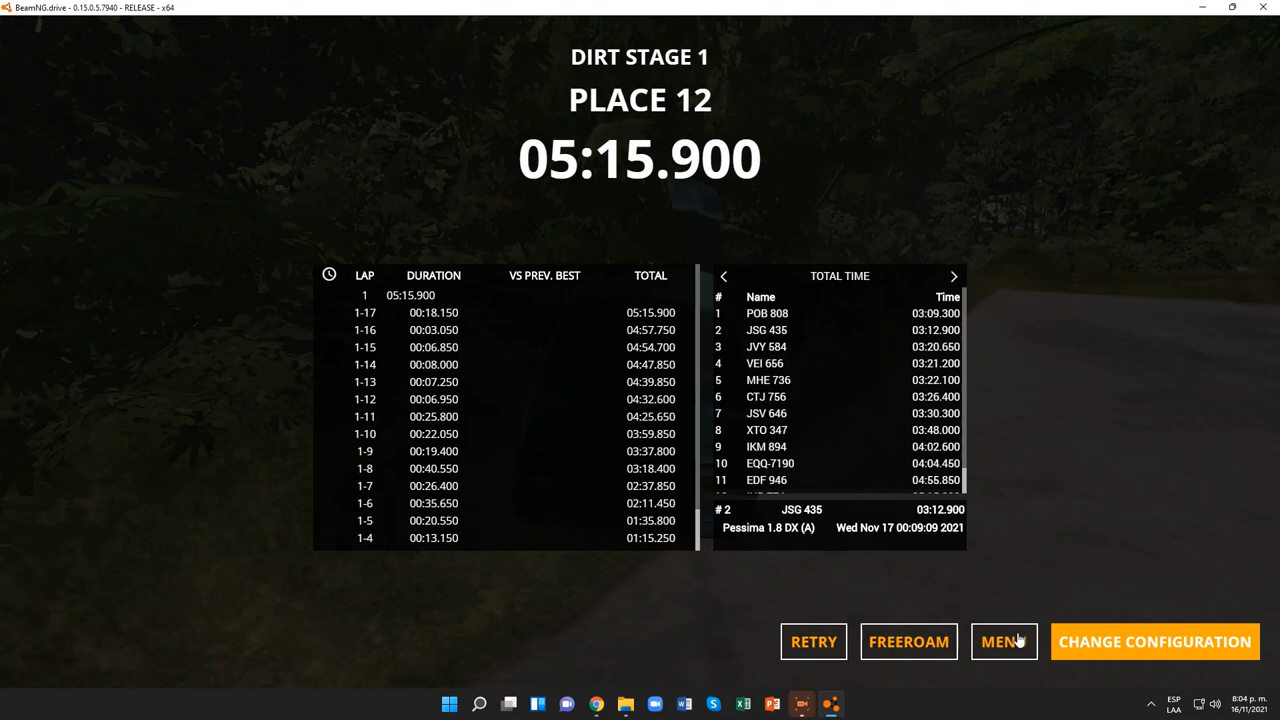 BeamNG.drive - 0.15.0.5.7940 - RELEASE - x64
DIRT STAGE 1
PLACE 12
05:15.900
LAP DURATION VS PREV. BEST TOTAL
1 05:15.900
1-17 00:18.150 05:15.900
1-16 00:03.050 04:57.750
1-15 00:06.850 04:54.700
1-14 00:08.000 04:47.850
1-13 00:07.250 04:39.850
1-12 00:06.950 04:32.600
1-11 00:25.800 04:25.650
1-10 00:22.050 03:59.850
1-9 00:19.400 03:37.800
1-8 00:40.550 03:18.400
1-7 00:26.400 02:37.850
1-6 00:35.650 02:11.450
1-5 00:20.550 01:35.800
1-4 00:13.150 01:15.250
TOTAL TIME
# Name Time
1 POB 808 03:09.300
2 JSG 435 03:12.900
3 JVY 584 03:20.650
4 VEI 656 03:21.200
5 MHE 736 03:22.100
6 CTJ 756 03:26.400
7 JSV 646 03:30.300
8 XTO 347 03:48.000
9 IKM 894 04:02.600
10 EQQ-7190 04:04.450
11 EDF 946 04:55.850
# 2 JSG 435 03:12.900
Pessima 1.8 DX (A) Wed Nov 17 00:09:09 2021
RETRY FREEROAM MENU CHANGE CONFIGURATION
ESP 8:04 p. m.
LAA 16/11/2021